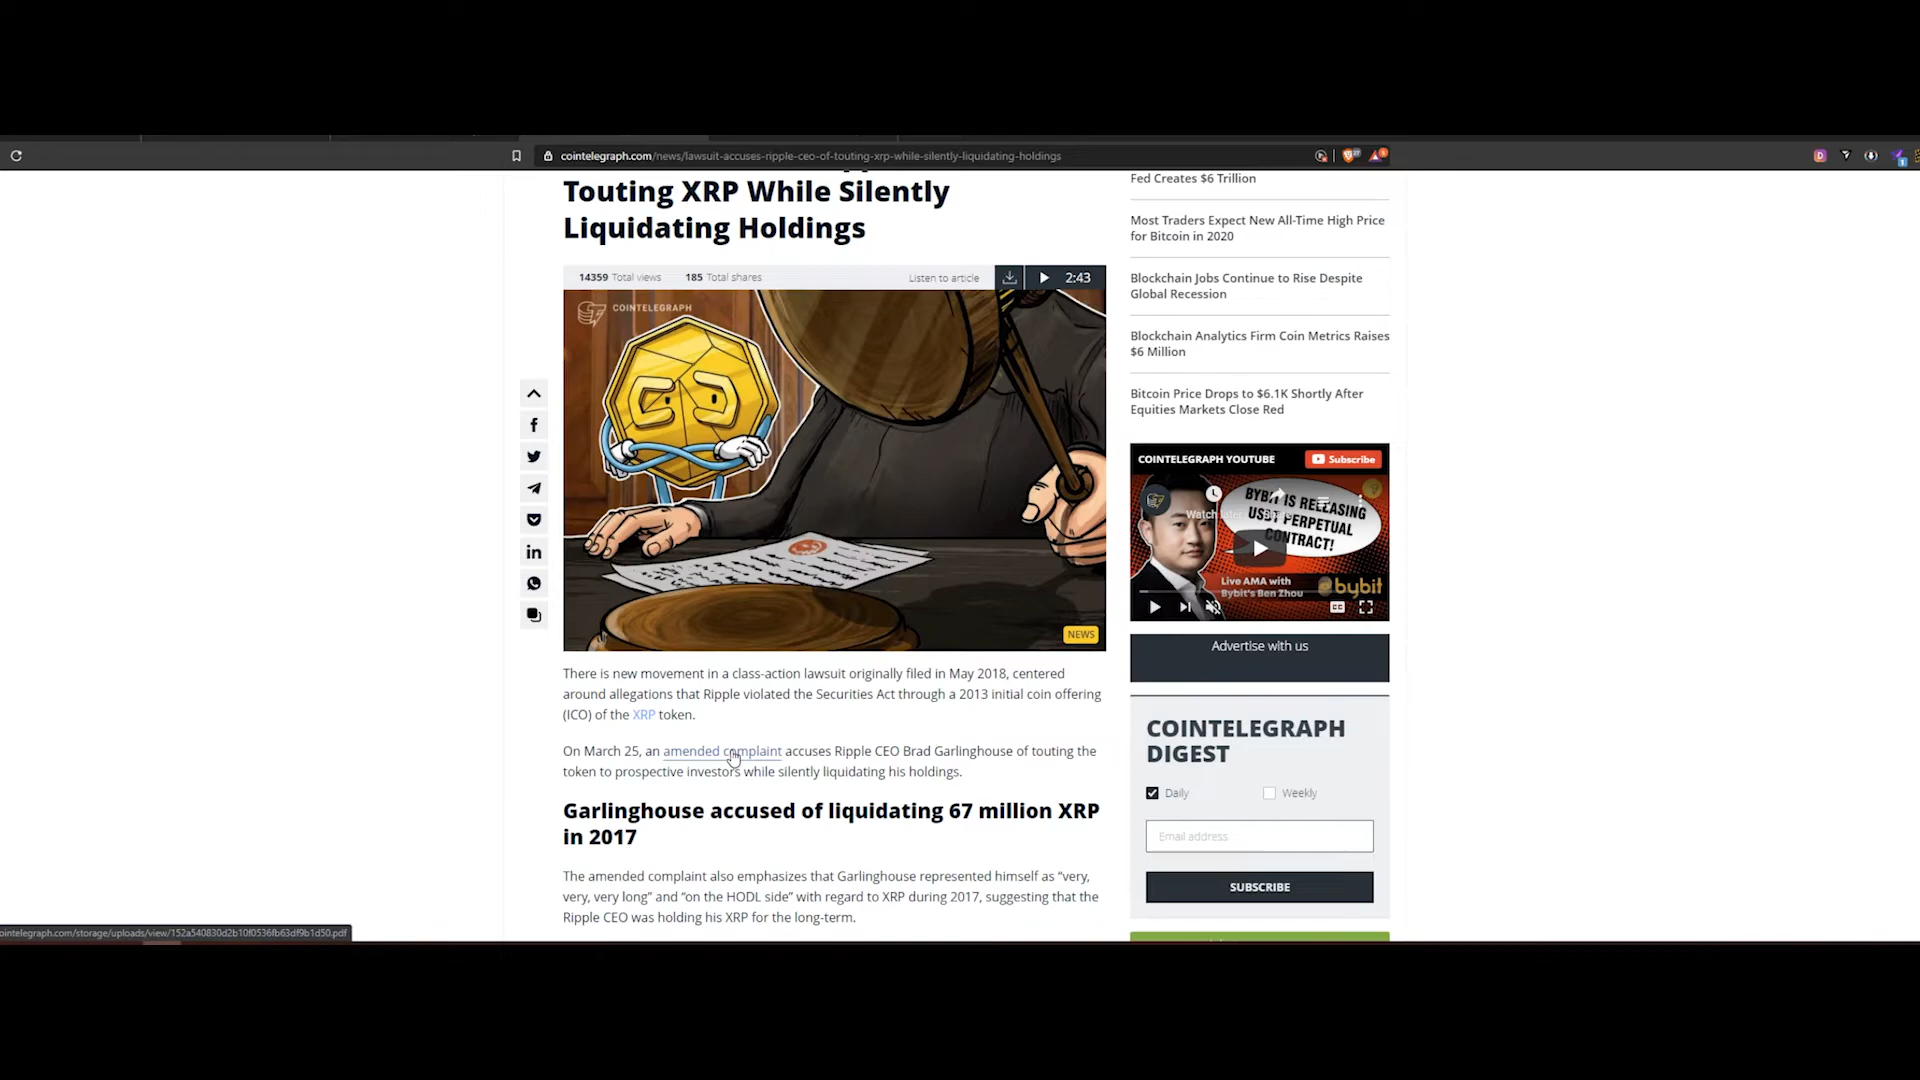 cointelegraph.com/news/lawsuit-accuses-ripple-ceo-of-touting-xrp-while-silently-liquidating-holdings
Touting XRP While Silently
Liquidating Holdings
14359 Total views 185 Total shares Listen to article 2:43
COINTELEGRAPH
NEWS
There is new movement in a class-action lawsuit originally filed in May 2018, centered
around allegations that Ripple violated the Securities Act through a 2013 initial coin offering
(ICO) of the XRP token.
On March 25, an amended complaint accuses Ripple CEO Brad Garlinghouse of touting the
token to prospective investors while silently liquidating his holdings.
Garlinghouse accused of liquidating 67 million XRP
in 2017
The amended complaint also emphasizes that Garlinghouse represented himself as “very,
very, very long” and “on the HODL side” with regard to XRP during 2017, suggesting that the
Ripple CEO was holding his XRP for the long-term.
Fed Creates $6 Trillion
Most Traders Expect New All-Time High Price
for Bitcoin in 2020
Blockchain Jobs Continue to Rise Despite
Global Recession
Blockchain Analytics Firm Coin Metrics Raises
$6 Million
Bitcoin Price Drops to $6.1K Shortly After
Equities Markets Close Red
COINTELEGRAPH YOUTUBE Subscribe
BYBIT IS RELEASING
USDT PERPETUAL
CONTRACT!
Live AMA with
Bybit's Ben Zhou
bybit
CC
Advertise with us
COINTELEGRAPH
DIGEST
Daily Weekly
Email address
SUBSCRIBE